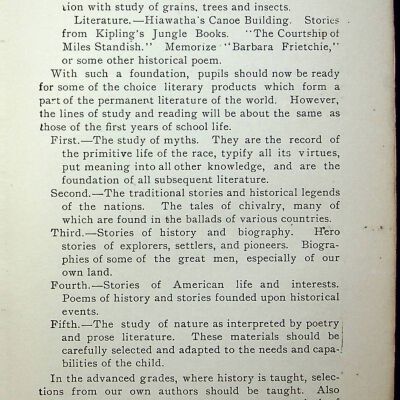 tion with study of grains, trees and insects.
Literature.—Hiawatha's Canoe Building. Stories
from Kipling's Jungle Books. "The Courtship of
Miles Standish." Memorize "Barbara Frietchie,"
or some other historical poem.
With such a foundation, pupils should now be ready
for some of the choice literary products which form a
part of the permanent literature of the world. However,
the lines of study and reading will be about the same as
those of the first years of school life.
First.—The study of myths. They are the record of
the primitive life of the race, typify all its virtues,
put meaning into all other knowledge, and are the
foundation of all subsequent literature.
Second.—The traditional stories and historical legends
of the nations. The tales of chivalry, many of
which are found in the ballads of various countries.
Third.—Stories of history and biography. Hero
stories of explorers, settlers, and pioneers. Biogra-
phies of some of the great men, especially of our
own land.
Fourth.—Stories of American life and interests.
Poems of history and stories founded upon historical
events.
Fifth.—The study of nature as interpreted by poetry
and prose literature. These materials should be
carefully selected and adapted to the needs and capa-
bilities of the child.
In the advanced grades, where history is taught, selec-
tions from our own authors should be taught. Also